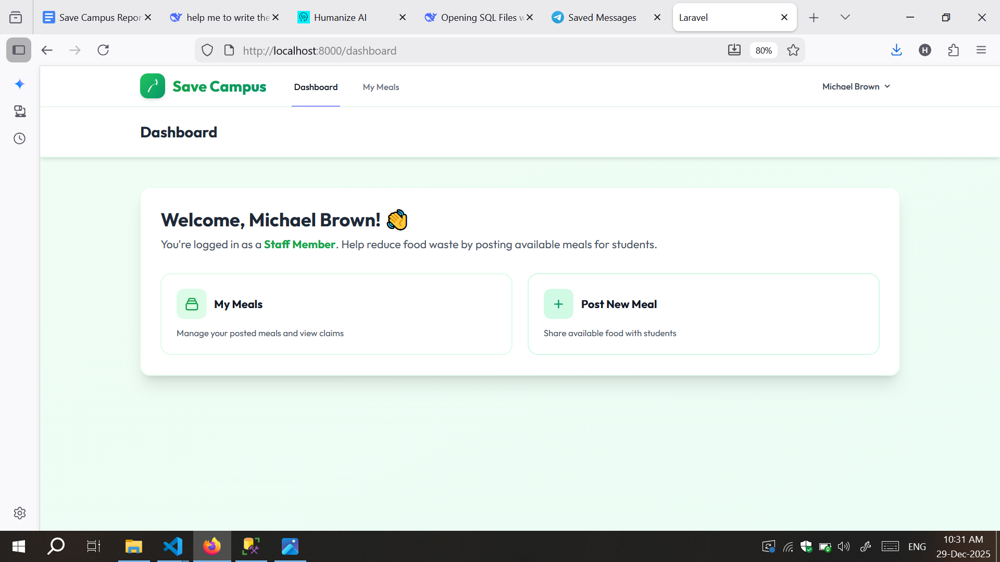 Save Campus Repor
help me to write the
Humanize AI
Opening SQL Files w
Saved Messages
Laravel
http://localhost:8000/dashboard
80%
H
Save Campus
Dashboard
My Meals
Michael Brown
Dashboard
Welcome, Michael Brown! 👋
You're logged in as a Staff Member. Help reduce food waste by posting available meals for students.
My Meals
Manage your posted meals and view claims
Post New Meal
Share available food with students
ENG
10:31 AM
29-Dec-2025